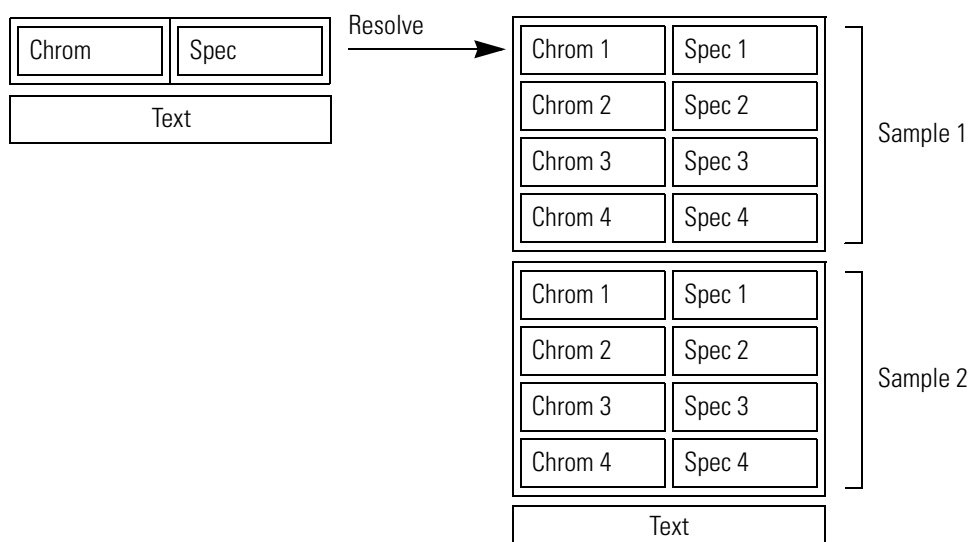 Chrom Spec
Text
Resolve
Chrom 1 Spec 1
Chrom 2 Spec 2
Chrom 3 Spec 3
Chrom 4 Spec 4
Sample 1
Chrom 1 Spec 1
Chrom 2 Spec 2
Chrom 3 Spec 3
Chrom 4 Spec 4
Sample 2
Text